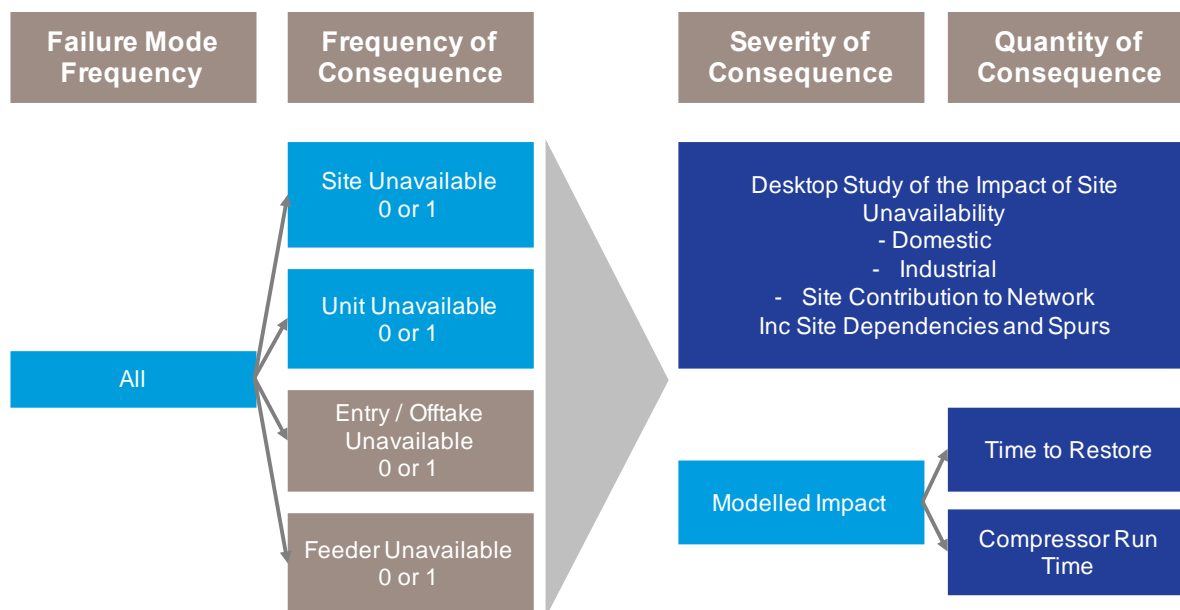 Failure Mode
Frequency
Frequency of
Consequence
Severity of
Consequence
Quantity of
Consequence
All
Site Unavailable
0 or 1
Unit Unavailable
0 or 1
Entry / Offtake
Unavailable
0 or 1
Feeder Unavailable
0 or 1
Desktop Study of the Impact of Site
Unavailability
- Domestic
- Industrial
- Site Contribution to Network
Inc Site Dependencies and Spurs
Modelled Impact
Time to Restore
Compressor Run
Time